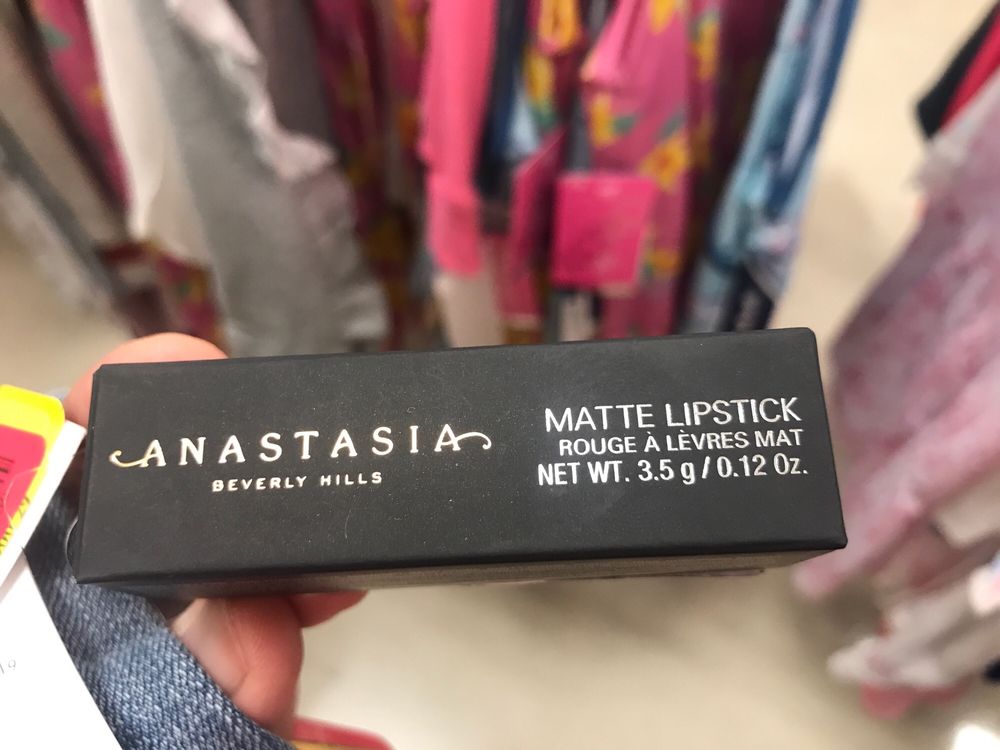 ANASTASIA
BEVERLY HILLS
MATTE LIPSTICK
ROUGE À LÈVRES MAT
NET WT. 3.5 g / 0.12 Oz.